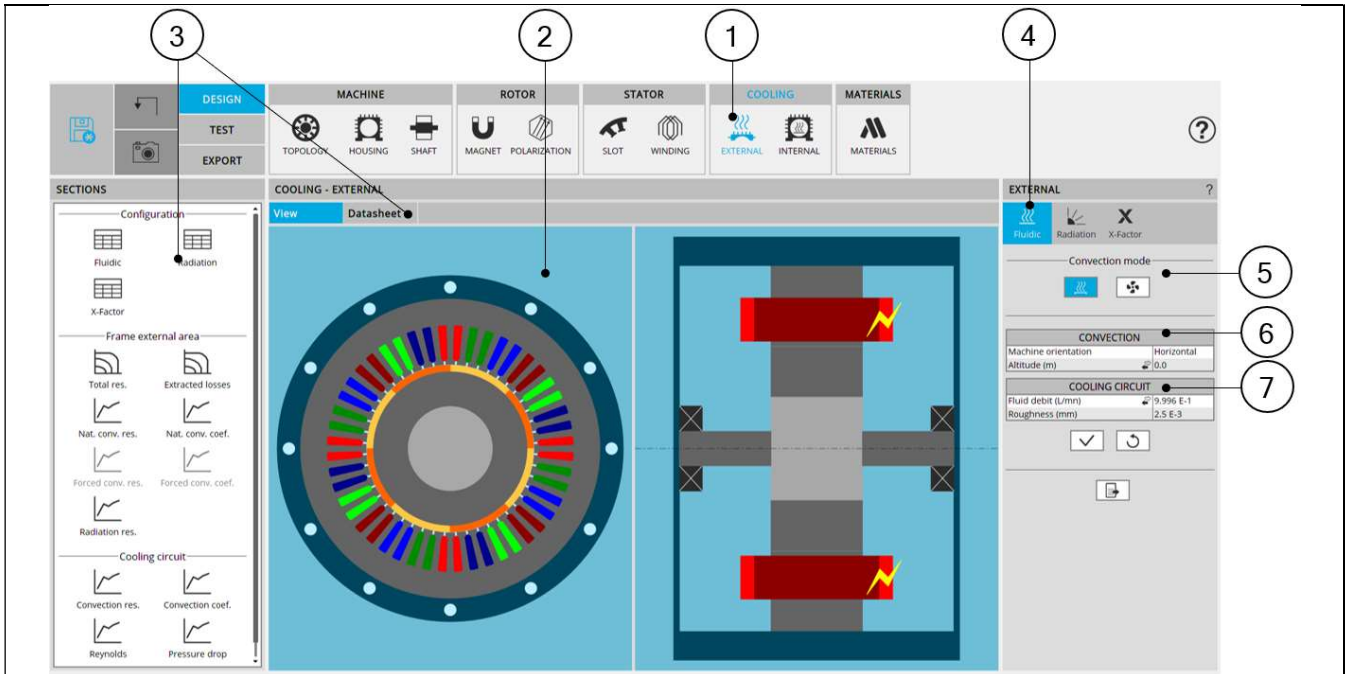 3
2
1
4
DESIGN
TEST
EXPORT
MACHINE
TOPOLOGY
HOUSING
SHAFT
ROTOR
MAGNET
POLARIZATION
STATOR
SLOT
WINDING
COOLING
EXTERNAL
INTERNAL
MATERIALS
MATERIALS
?
SECTIONS
Configuration
Fluidic
Radiation
X-Factor
Frame external area
Total res.
Extracted losses
Nat. conv. res.
Nat. conv. coef.
Forced conv. res.
Forced conv. coef.
Radiation res.
Cooling circuit
Convection res.
Convection coef.
Reynolds
Pressure drop
COOLING - EXTERNAL
View
Datasheet
EXTERNAL
?
Fluidic
Radiation
X-Factor
Convection mode
5
CONVECTION
6
Machine orientation Horizontal
Altitude (m) 0.0
COOLING CIRCUIT
7
Fluid debit (L/mn) 9.996 E-1
Roughness (mm) 2.5 E-3